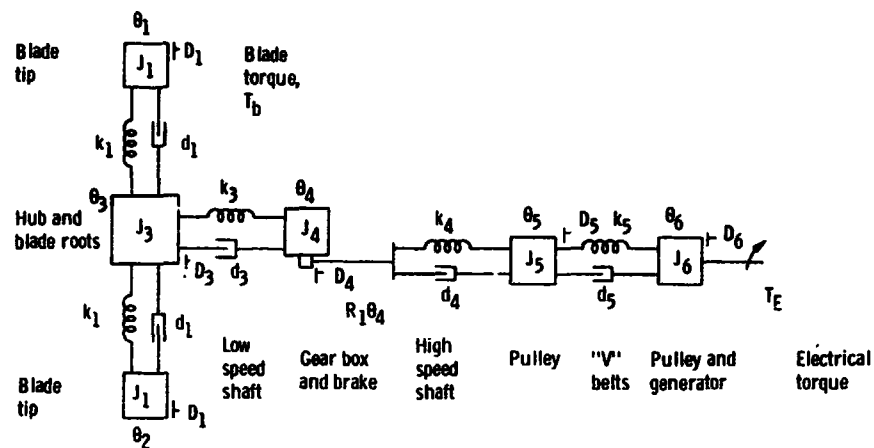 θ1
Blade tip
J1
D1
Blade torque, Tb
k1
d1
θ3
Hub and blade roots
J3
D3
k3
d3
θ4
J4
D4
R1θ4
k4
d4
θ5
J5
D5
k5
d5
θ6
J6
D6
TE
k1
d1
Low speed shaft
Gear box and brake
High speed shaft
Pulley
"V" belts
Pulley and generator
Electrical torque
Blade tip
J1
D1
θ2